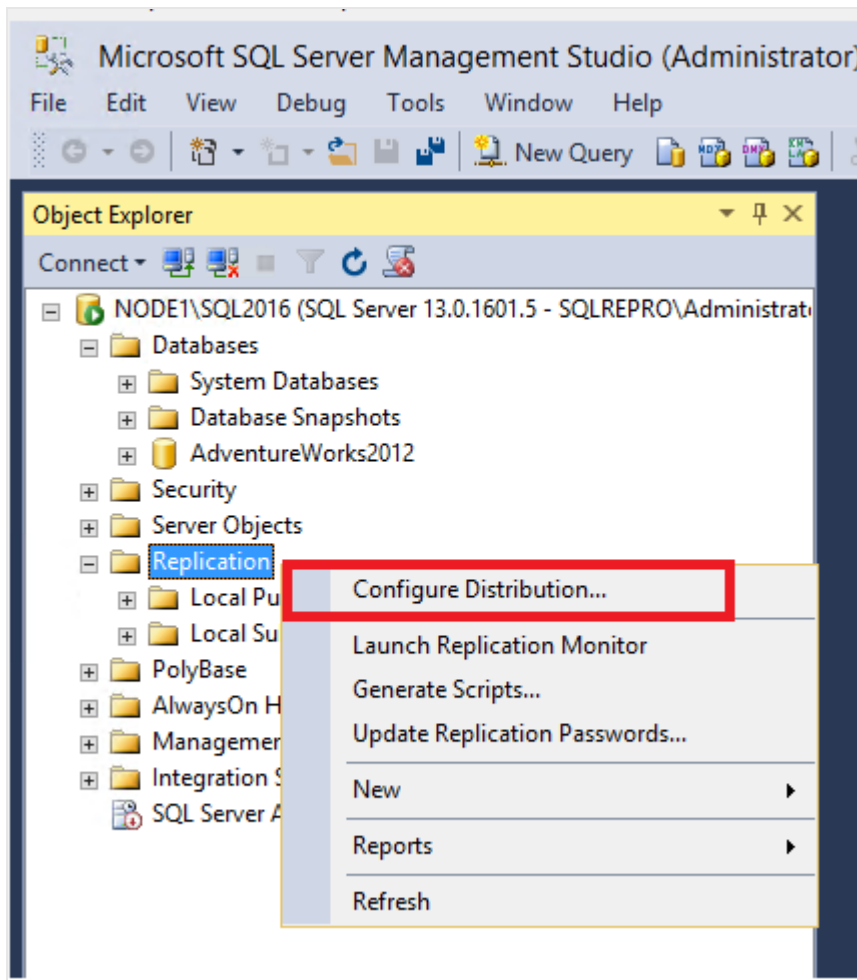 Microsoft SQL Server Management Studio (Administrator)
File Edit View Debug Tools Window Help
New Query
Object Explorer
Connect
NODE1\SQL2016 (SQL Server 13.0.1601.5 - SQLREPRO\Administrat
Databases
System Databases
Database Snapshots
AdventureWorks2012
Security
Server Objects
Replication
Configure Distribution...
Local Pu
Local Su
Launch Replication Monitor
PolyBase
Generate Scripts...
AlwaysOn H
Update Replication Passwords...
Managemen
Integration S
New
SQL Server A
Reports
Refresh